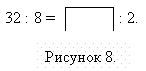 32 : 8 = : 2.
Рисунок 8.